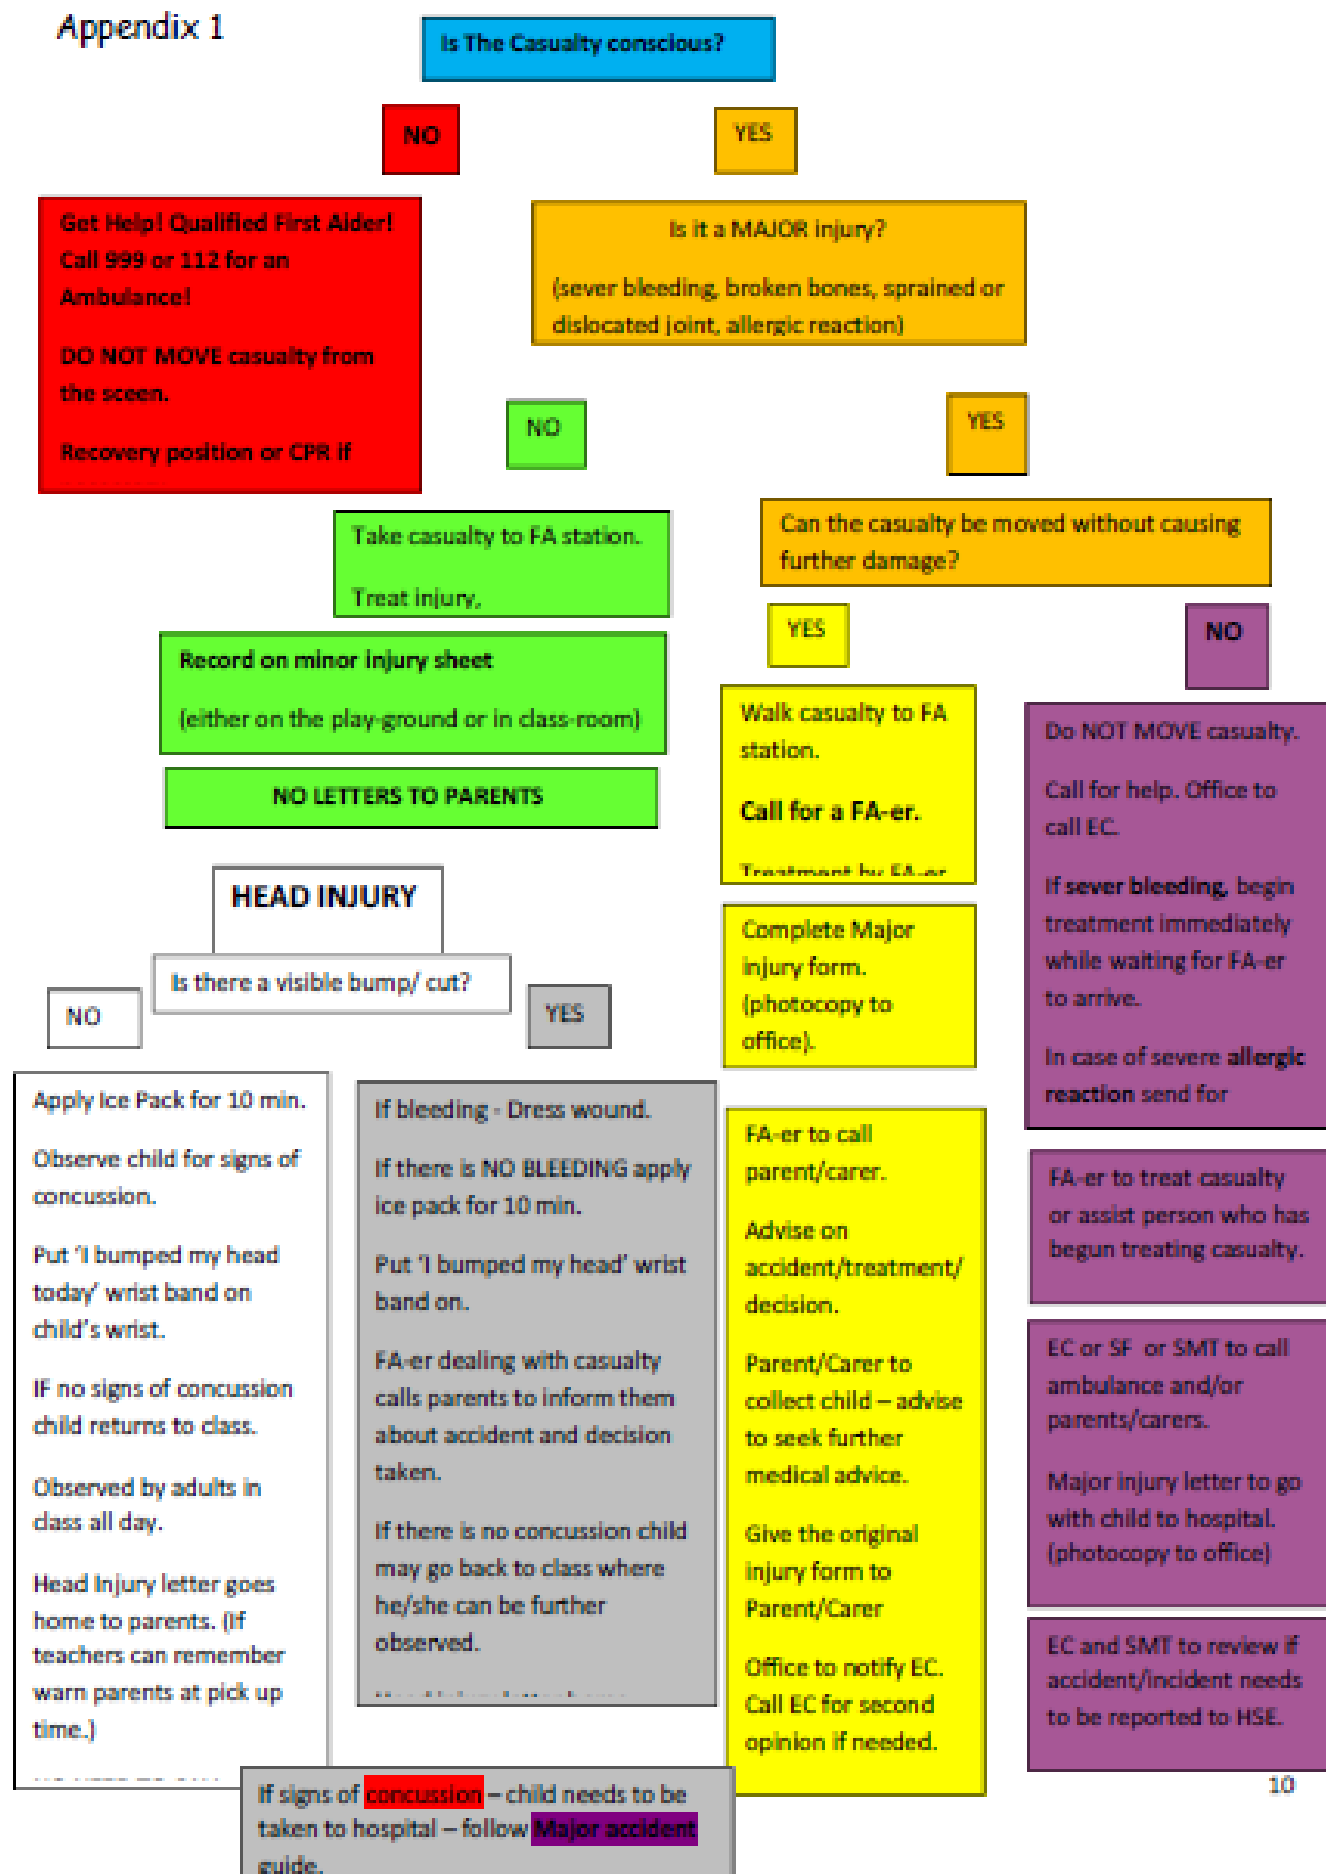 Appendix 1
Is The Casualty conscious?
NO
YES
Get Help! Qualified First Aider!
Call 999 or 112 for an
Ambulance!
DO NOT MOVE casualty from
the sceen.
Recovery position or CPR if
Is it a MAJOR injury?
(sever bleeding, broken bones, sprained or
dislocated joint, allergic reaction)
NO
YES
Take casualty to FA station.
Treat injury,
Can the casualty be moved without causing
further damage?
YES
NO
Record on minor injury sheet
(either on the play-ground or in class-room)
NO LETTERS TO PARENTS
Walk casualty to FA
station.
Call for a FA-er.
Treatment by FA-er
Complete Major
injury form.
(photocopy to
office).
FA-er to call
parent/carer.
Advise on
accident/treatment/
decision.
Parent/Carer to
collect child – advise
to seek further
medical advice.
Give the original
injury form to
Parent/Carer
Office to notify EC.
Call EC for second
opinion if needed.
Do NOT MOVE casualty.
Call for help. Office to
call EC.
If sever bleeding, begin
treatment immediately
while waiting for FA-er
to arrive.
In case of severe allergic
reaction send for
FA-er to treat casualty
or assist person who has
begun treating casualty.
EC or SF or SMT to call
ambulance and/or
parents/carers.
Major injury letter to go
with child to hospital.
(photocopy to office)
EC and SMT to review if
accident/incident needs
to be reported to HSE.
HEAD INJURY
Is there a visible bump/ cut?
NO
YES
Apply Ice Pack for 10 min.
Observe child for signs of
concussion.
Put ‘I bumped my head
today’ wrist band on
child’s wrist.
IF no signs of concussion
child returns to class.
Observed by adults in
class all day.
Head Injury letter goes
home to parents. (If
teachers can remember
warn parents at pick up
time.)
If bleeding - Dress wound.
If there is NO BLEEDING apply
ice pack for 10 min.
Put ‘I bumped my head’ wrist
band on.
FA-er dealing with casualty
calls parents to inform them
about accident and decision
taken.
If there is no concussion child
may go back to class where
he/she can be further
observed.
If signs of concussion – child needs to be
taken to hospital – follow Major accident
guide.
10